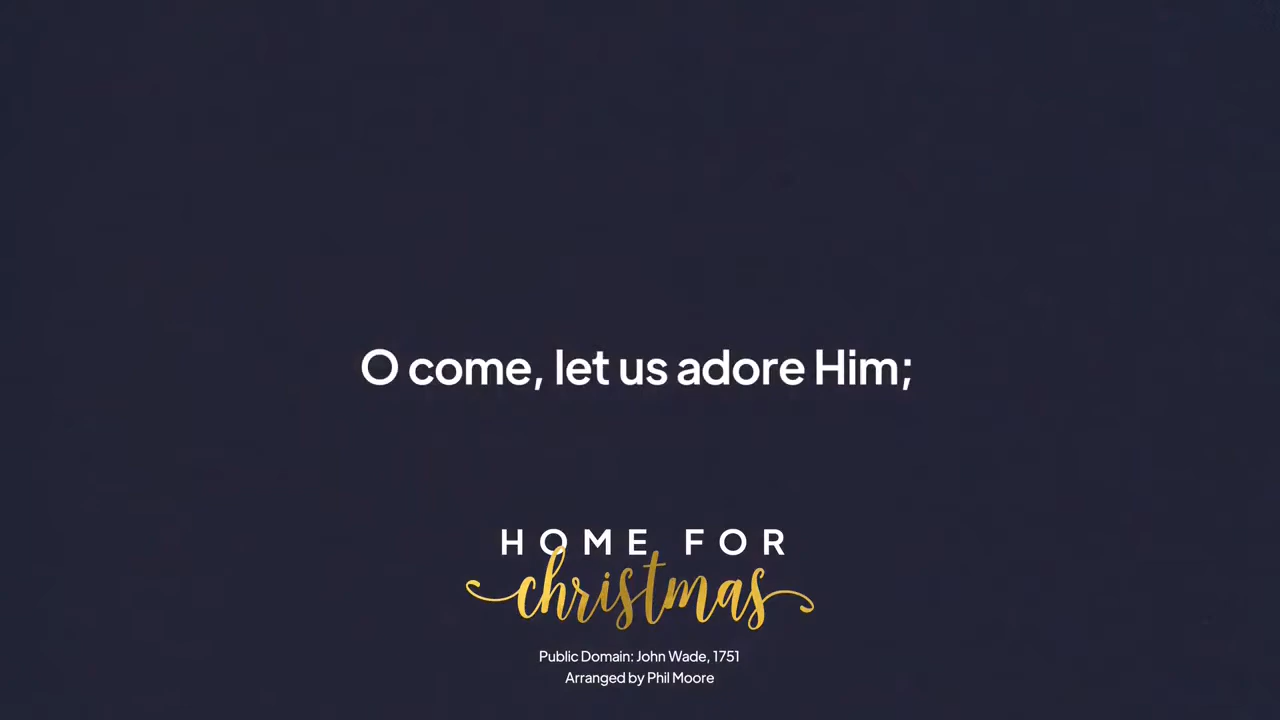 O come, let us adore Him;
HOME FOR
christmas
Public Domain: John Wade, 1751
Arranged by Phil Moore